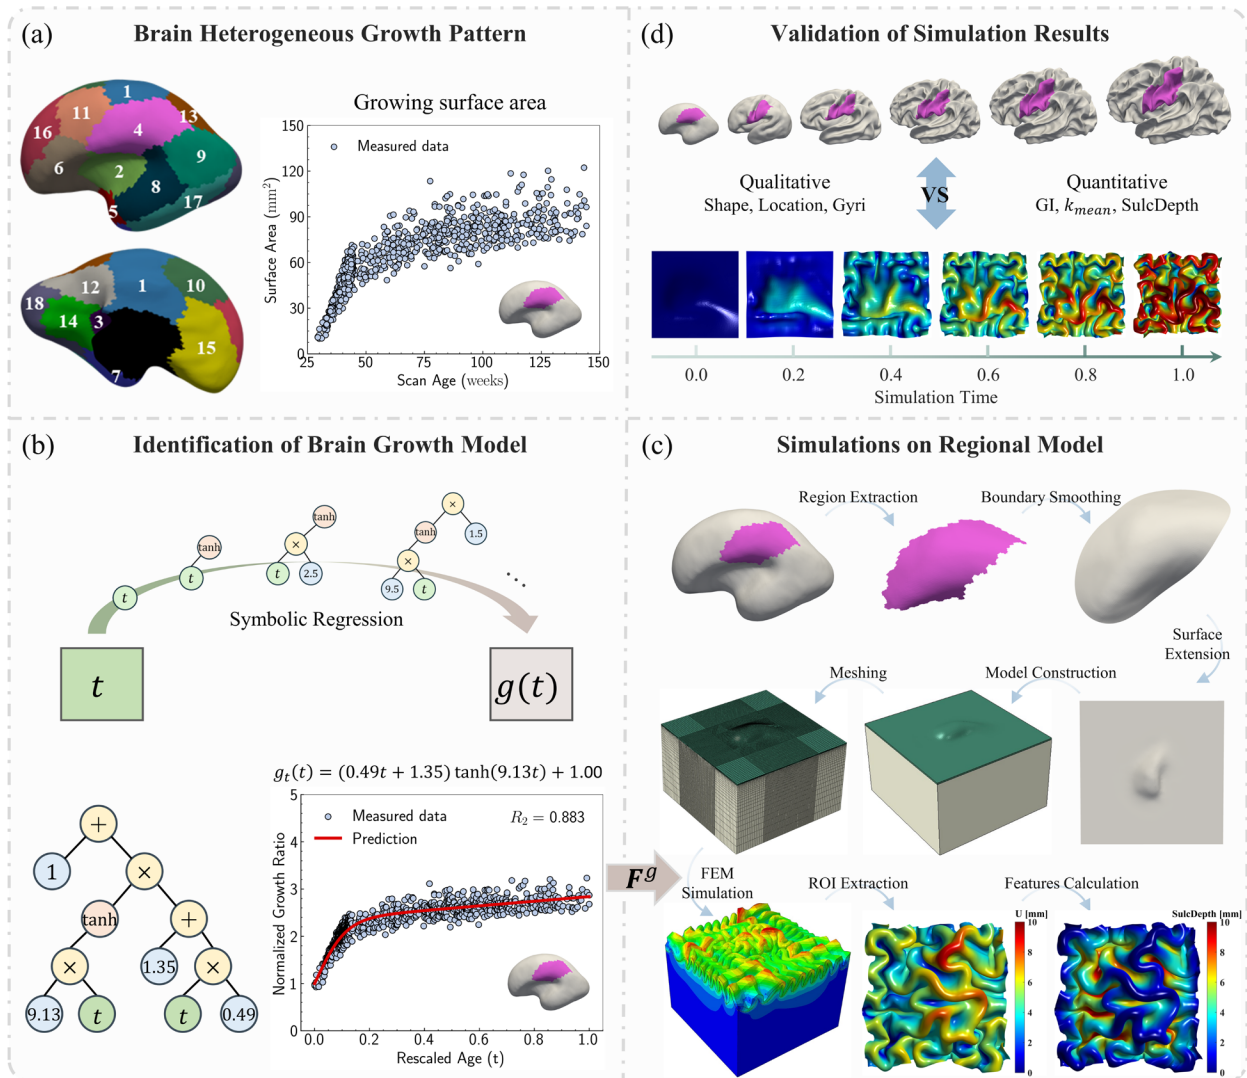 (a)
Brain Heterogeneous Growth Pattern
1
11
4
13
16
9
6
2
8
5
17
12
1
10
18
14
3
15
7
Growing surface area
Measured data
Surface Area (mm²)
150
120
90
60
30
0
25
50
75
100
125
150
Scan Age (weeks)
(d)
Validation of Simulation Results
Qualitative
Shape, Location, Gyri
VS
Quantitative
GI, k_mean, SulcDepth
0.0
0.2
0.4
0.6
0.8
1.0
Simulation Time
(b)
Identification of Brain Growth Model
t
tanh
t
tanh
×
t
2.5
×
tanh
1.5
×
9.5
t
...
Symbolic Regression
t
g(t)
g_t(t) = (0.49t + 1.35) tanh(9.13t) + 1.00
+
1
×
tanh
+
×
1.35
×
9.13
t
t
0.49
Measured data
Prediction
R₂ = 0.883
Normalized Growth Ratio
5
4
3
2
1
0
0.0
0.2
0.4
0.6
0.8
1.0
Rescaled Age (t)
F^g
(c)
Simulations on Regional Model
Region Extraction
Boundary Smoothing
Surface
Extension
Model Construction
Meshing
FEM
Simulation
ROI Extraction
Features Calculation
U [mm]
10
8
6
4
2
0
SulcDepth [mm]
10
8
6
4
2
0